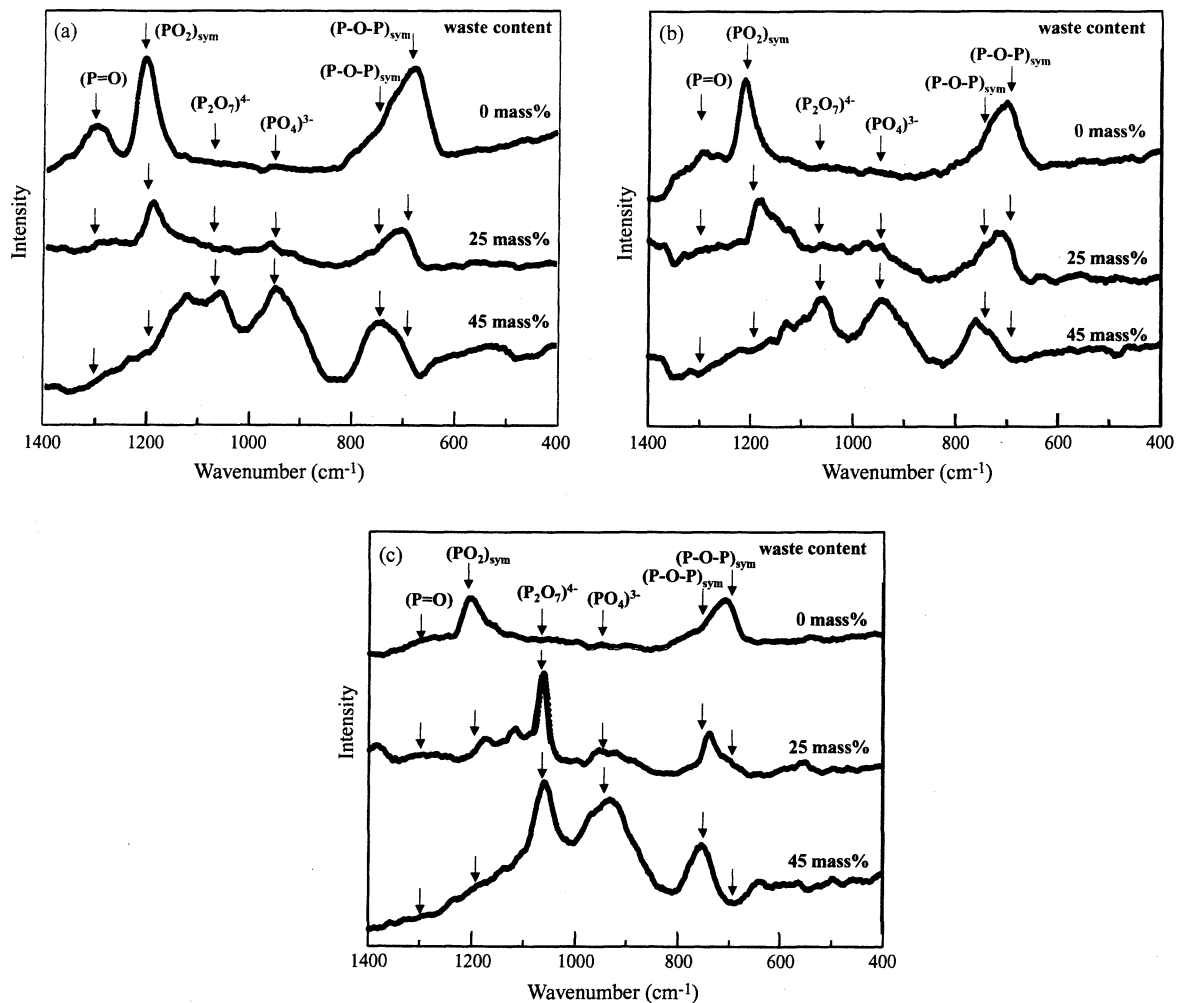 (a) (PO₂)sym waste content
(P-O-P)sym
(P=O) (P-O-P)sym
(P₂O₇)⁴⁻
(PO₄)³⁻ 0 mass%
25 mass%
45 mass%
Intensity
1400 1200 1000 800 600 400
Wavenumber (cm⁻¹)
(b) (PO₂)sym waste content
(P-O-P)sym
(P=O) (P-O-P)sym
(P₂O₇)⁴⁻ (PO₄)³⁻ 0 mass%
25 mass%
45 mass%
Intensity
1400 1200 1000 800 600 400
Wavenumber (cm⁻¹)
(c) (PO₂)sym (P-O-P)sym waste content
(P=O) (P₂O₇)⁴⁻ (PO₄)³⁻ (P-O-P)sym
0 mass%
25 mass%
45 mass%
Intensity
1400 1200 1000 800 600 400
Wavenumber (cm⁻¹)